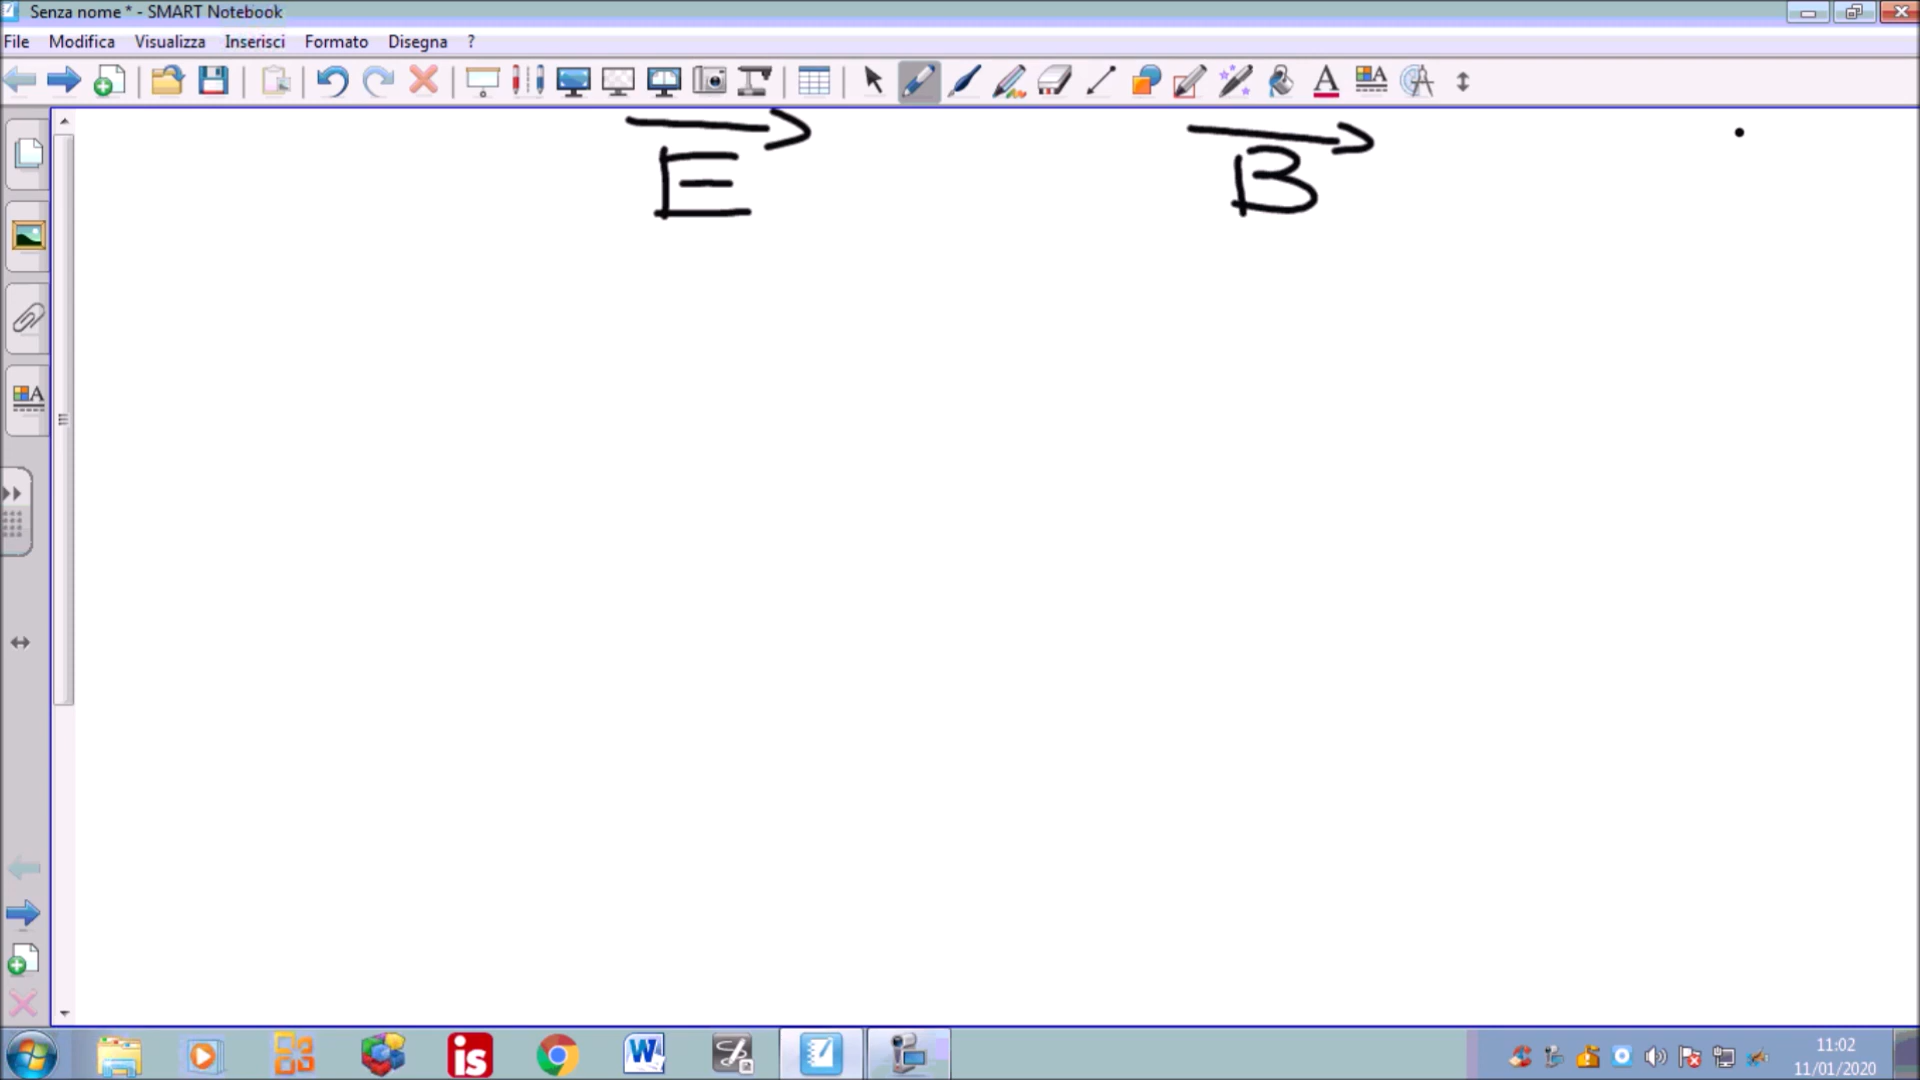 Senza nome * - SMART Notebook
File Modifica Visualizza Inserisci Formato Disegna ?
E B
11:02
11/01/2020